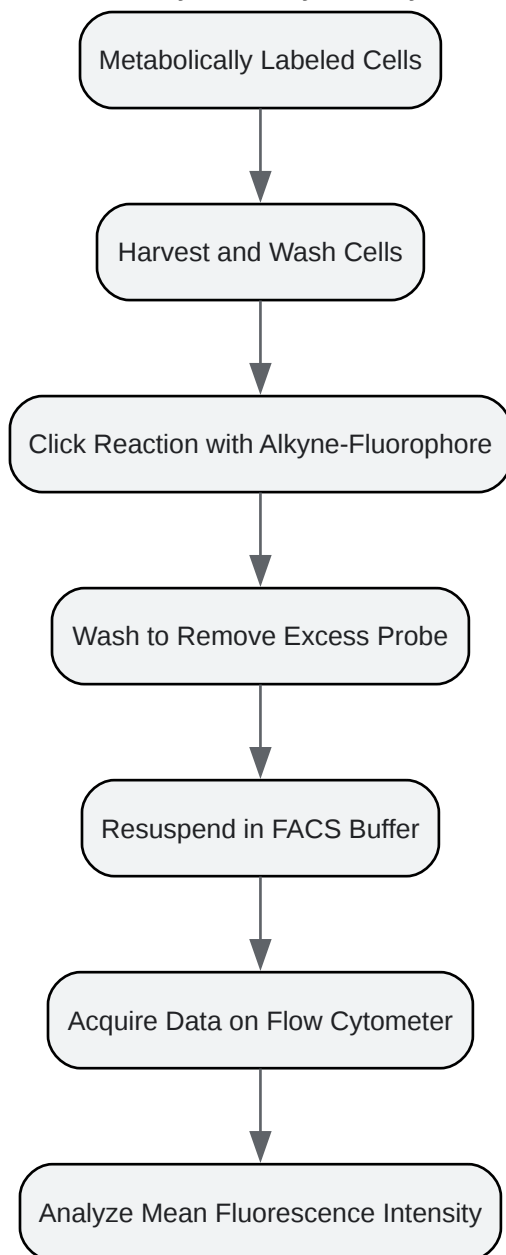 Metabolically Labeled Cells
Harvest and Wash Cells
Click Reaction with Alkyne-Fluorophore
Wash to Remove Excess Probe
Resuspend in FACS Buffer
Acquire Data on Flow Cytometer
Analyze Mean Fluorescence Intensity